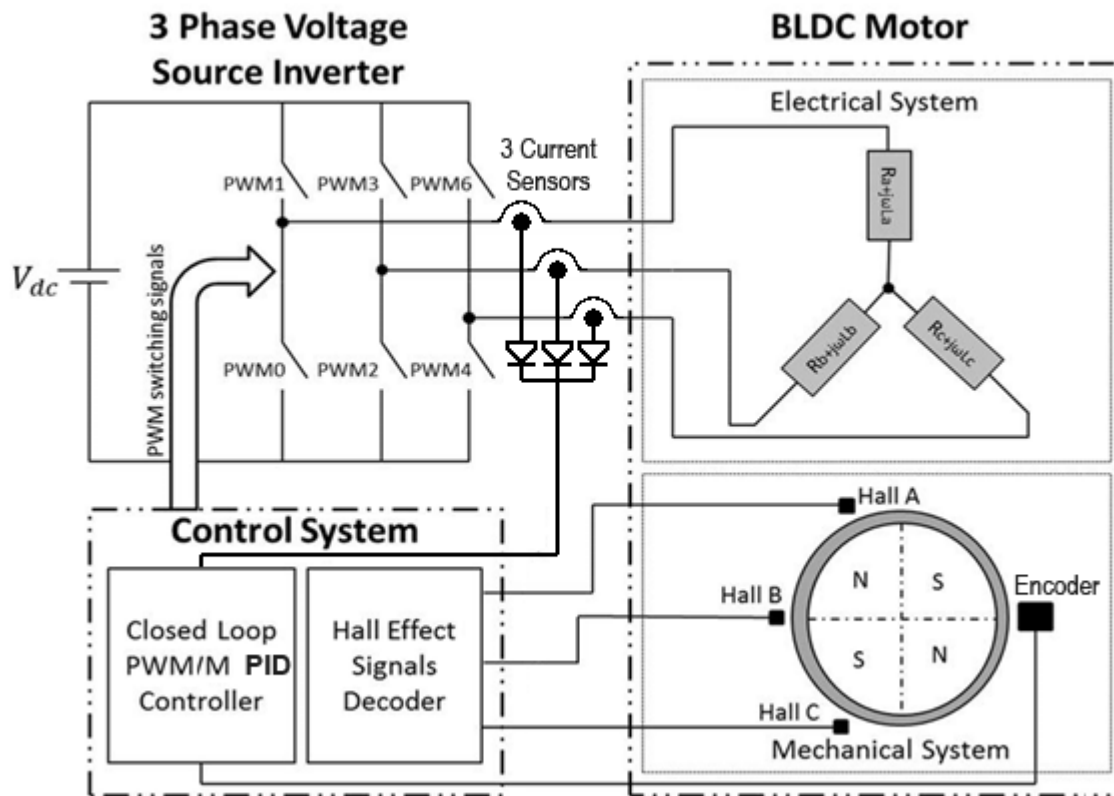 3 Phase Voltage
Source Inverter
BLDC Motor
Electrical System
3 Current
Sensors
PWM1
PWM3
PWM6
Ra+jωLa
V_dc
PWM switching signals
Rb+jωLb
Rc+jωLc
PWM0
PWM2
PWM4
Control System
Hall A
Closed Loop
PWM/M PID
Controller
Hall Effect
Signals
Decoder
Hall B
N
S
Encoder
S
N
Hall C
Mechanical System